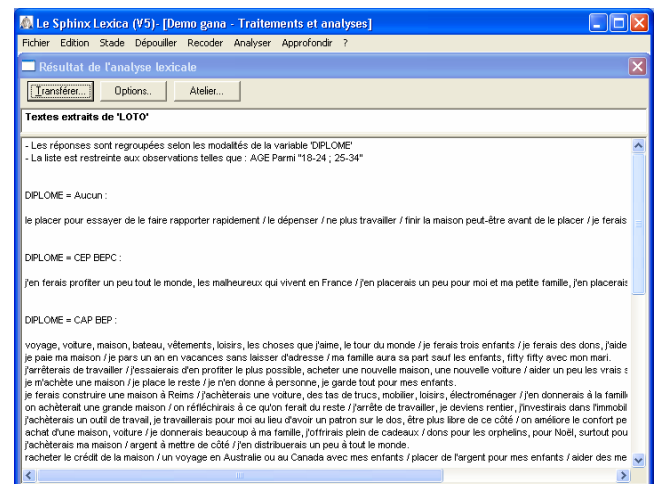 Le Sphinx Lexica (V5)- [Demo gana - Traitements et analyses]
Fichier Edition Stade Dépouiller Recoder Analyser Approfondir ?
Résultat de l'analyse lexicale
Transférer... Options.. Atelier...
Textes extraits de 'LOTO'
- Les réponses sont regroupées selon les modalités de la variable 'DIPLOME'
- La liste est restreinte aux observations telles que : AGE Parmi "18-24 ; 25-34"
DIPLOME = Aucun :
le placer pour essayer de le faire rapporter rapidement / le dépenser / ne plus travailler / finir la maison peut-être avant de le placer / je ferais
DIPLOME = CEP BEPC :
j'en ferais profiter un peu tout le monde, les malheureux qui vivent en France / j'en placerais un peu pour moi et ma petite famille, j'en placerais
DIPLOME = CAP BEP :
voyage, voiture, maison, bateau, vêtements, loisirs, les choses que j'aime, le tour du monde / je ferais trois enfants / je ferais des dons, j'aide
je paie ma maison / je pars un an en vacances sans laisser d'adresse / ma famille aura sa part sauf les enfants, fifty fifty avec mon mari.
j'arrêterais de travailler / j'essaierais d'en profiter le plus possible, acheter une nouvelle maison, une nouvelle voiture / aider un peu les vrais s
je m'achète une maison / je place le reste / je n'en donne à personne, je garde tout pour mes enfants.
je ferais construire une maison à Reims / j'achèterais une voiture, des tas de trucs, mobilier, loisirs, électroménager / j'en donnerais à la famill
on achèterait une grande maison / on réfléchirais à ce qu'on ferait du reste / j'arrête de travailler, je deviens rentier, j'investirais dans l'immobil
j'achèterais un outil de travail, je travaillerais pour moi au lieu d'avoir un patron sur le dos, être plus libre de ce côté / on améliore le confort pe
achat d'une maison, voiture / je donnerais beaucoup à ma famille, j'offrirais plein de cadeaux / dons pour les orphelins, pour Noël, surtout pou
j'achèterais ma maison / argent à mettre de côté / j'en distribuerais un peu à tout le monde.
racheter le crédit de la maison / un voyage en Australie ou au Canada avec mes enfants / placer de l'argent pour mes enfants / aider des me